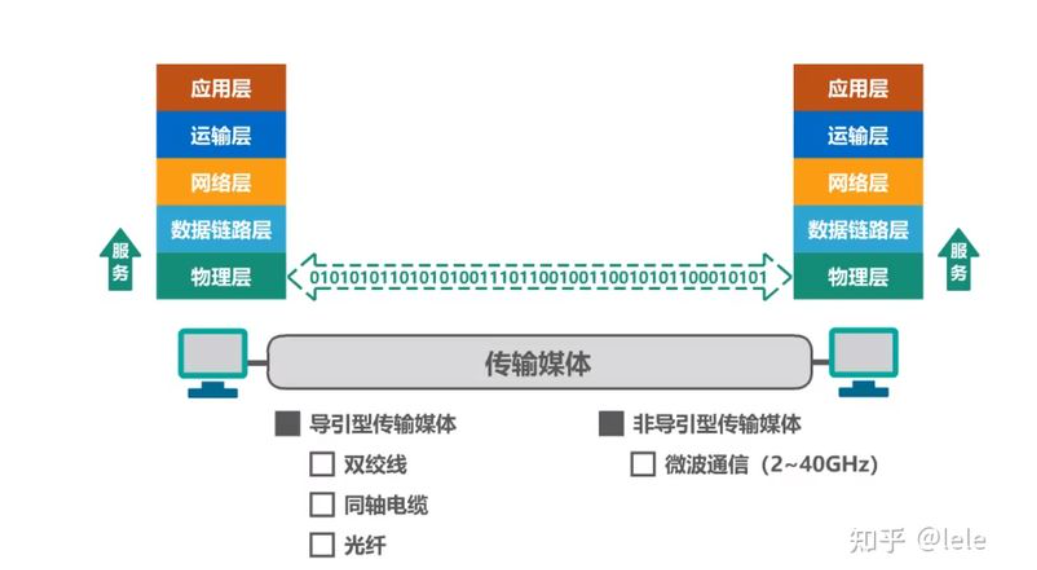 应用层
运输层
网络层
数据链路层
物理层
服务
0101010110101010011101100100110010101100010101
应用层
运输层
网络层
数据链路层
物理层
服务
传输媒体
导引型传输媒体
双绞线
同轴电缆
光纤
非导引型传输媒体
微波通信（2~40GHz）
知乎 @lele